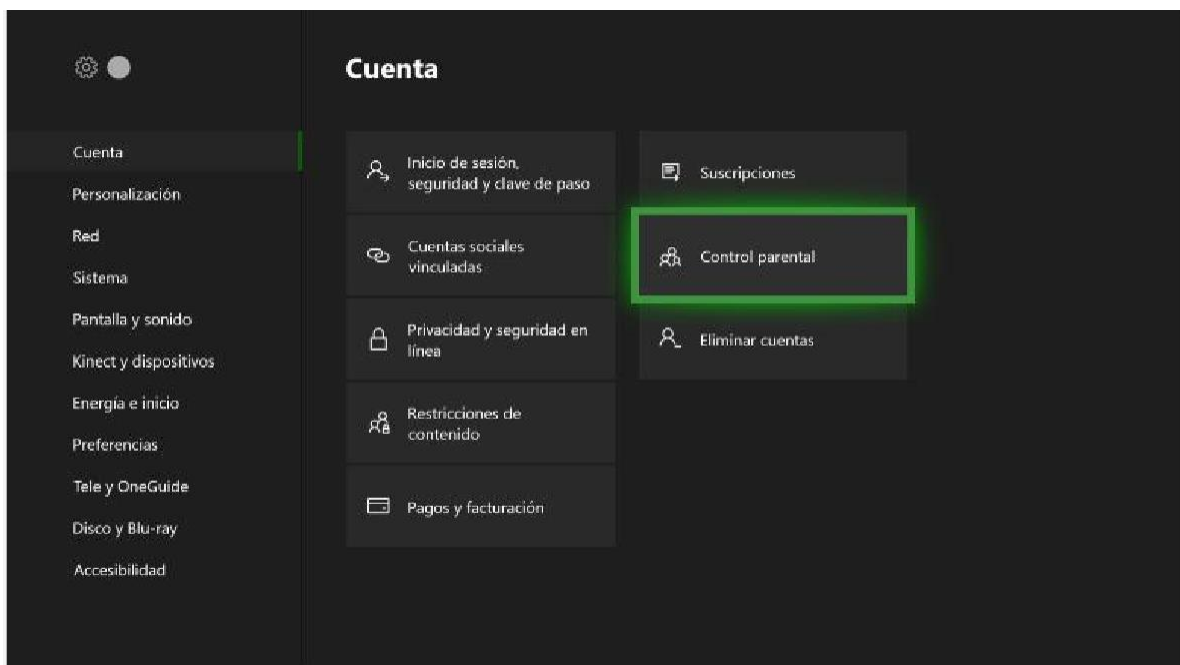 Cuenta
Cuenta
Personalización
Red
Sistema
Pantalla y sonido
Kinect y dispositivos
Energía e inicio
Preferencias
Tele y OneGuide
Disco y Blu-ray
Accesibilidad
Inicio de sesión,
seguridad y clave de paso
Cuentas sociales
vinculadas
Privacidad y seguridad en
línea
Restricciones de
contenido
Pagos y facturación
Suscripciones
Control parental
Eliminar cuentas